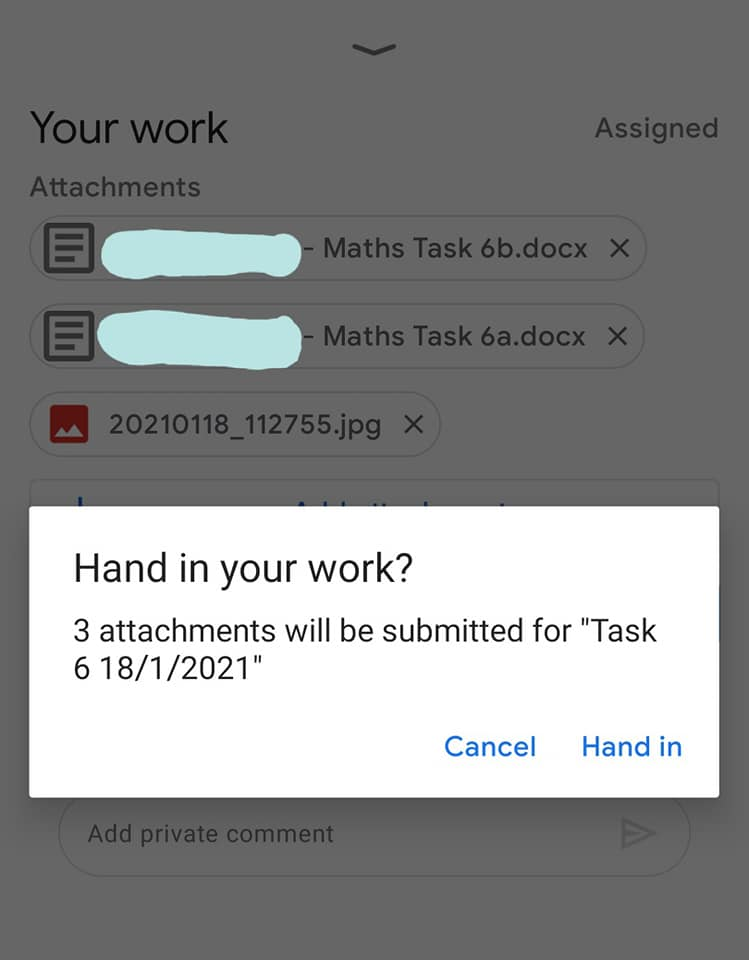 Your work
Assigned
Attachments
- Maths Task 6b.docx
- Maths Task 6a.docx
20210118_112755.jpg
Hand in your work?
3 attachments will be submitted for "Task
6 18/1/2021"
Cancel
Hand in
Add private comment